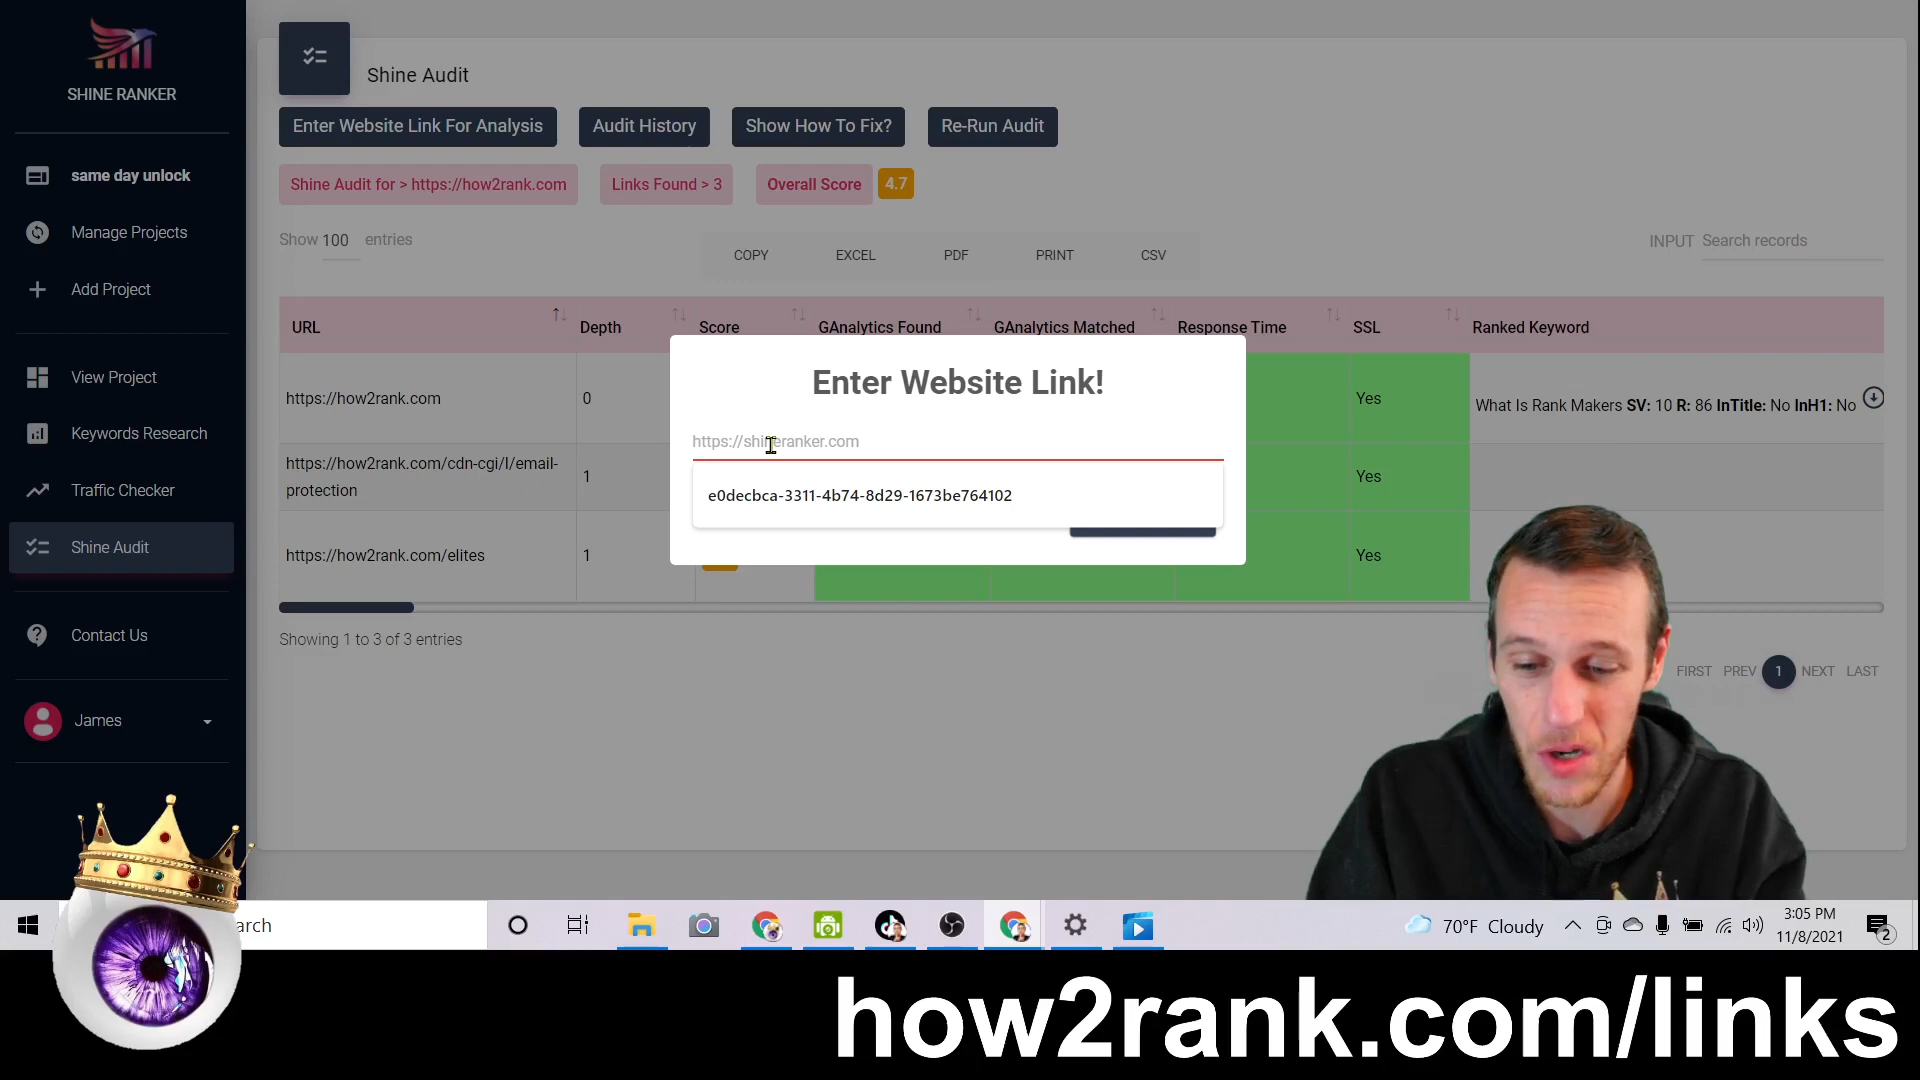 SHINE RANKER
same day unlock
Manage Projects
Add Project
View Project
Keywords Research
Traffic Checker
Shine Audit
Contact Us
James
Shine Audit
Enter Website Link For Analysis
Audit History
Show How To Fix?
Re-Run Audit
Shine Audit for > https://how2rank.com
Links Found > 3
Overall Score
4.7
Show 100 entries
COPY EXCEL PDF PRINT CSV
INPUT Search records
URL Depth Score GAnalytics Found GAnalytics Matched Response Time SSL Ranked Keyword
https://how2rank.com 0 Yes What Is Rank Makers SV: 10 R: 86 InTitle: No InH1: No
https://how2rank.com/cdn-cgi/l/email-
protection 1 Yes
https://how2rank.com/elites 1 Yes
Enter Website Link!
https://shineranker.com
e0decbca-3311-4b74-8d29-1673be764102
Showing 1 to 3 of 3 entries
FIRST PREV 1 NEXT LAST
arch
70°F Cloudy
3:05 PM
11/8/2021
2
how2rank.com/links